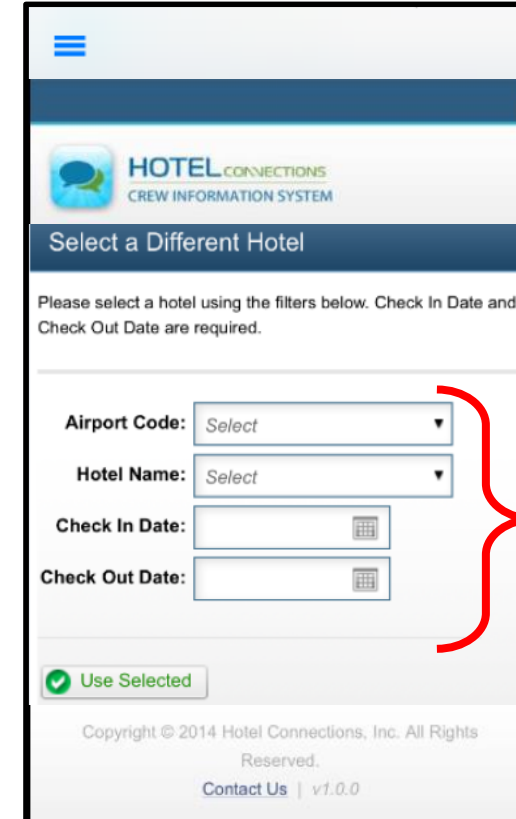 HOTEL CONNECTIONS
CREW INFORMATION SYSTEM
Select a Different Hotel
Please select a hotel using the filters below. Check In Date and
Check Out Date are required.
Airport Code: Select
Hotel Name: Select
Check In Date:
Check Out Date:
Use Selected
Copyright © 2014 Hotel Connections, Inc. All Rights
Reserved.
Contact Us | v1.0.0